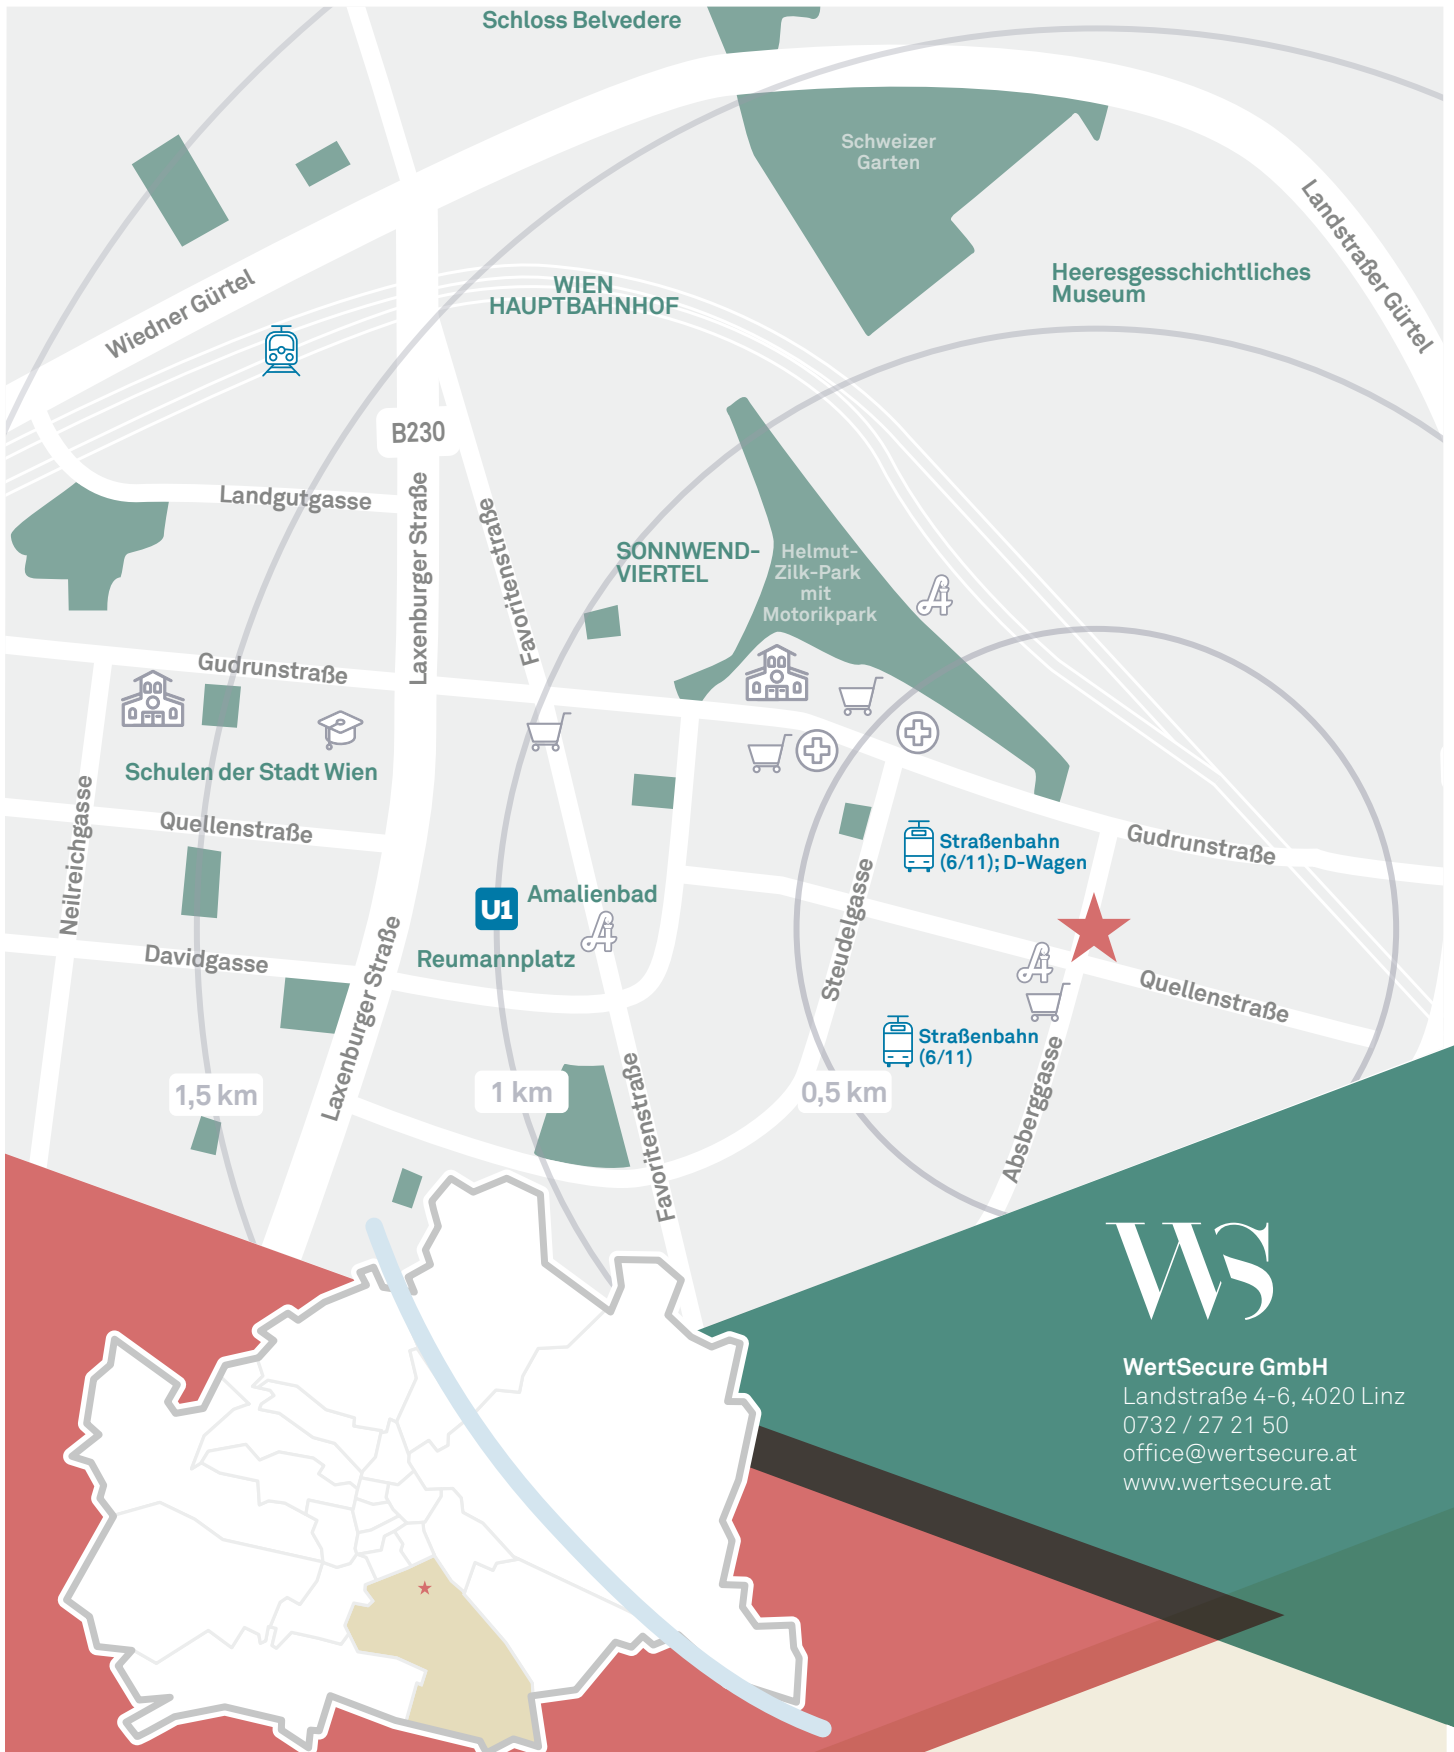 Schloss Belvedere
Schweizer
Garten
Landstraßer Gürtel
Heeresgesschichtliches
Museum
WIEN
HAUPTBAHNHOF
Wiedner Gürtel
B230
Landgutgasse
Laxenburger Straße
Favoritenstraße
SONNWEND-
VIERTEL
Helmut-
Zilk-Park
mit
Motorikpark
Gudrunstraße
Schulen der Stadt Wien
Quellenstraße
Neilreichgasse
Davidgasse
Laxenburger Straße
U1
Amalienbad
Reumannplatz
Steudelgasse
Straßenbahn
(6/11); D-Wagen
Gudrunstraße
Quellenstraße
Straßenbahn
(6/11)
Absberggasse
Favoritenstraße
1,5 km
1 km
0,5 km
WS
WertSecure GmbH
Landstraße 4-6, 4020 Linz
0732 / 27 21 50
office@wertsecure.at
www.wertsecure.at